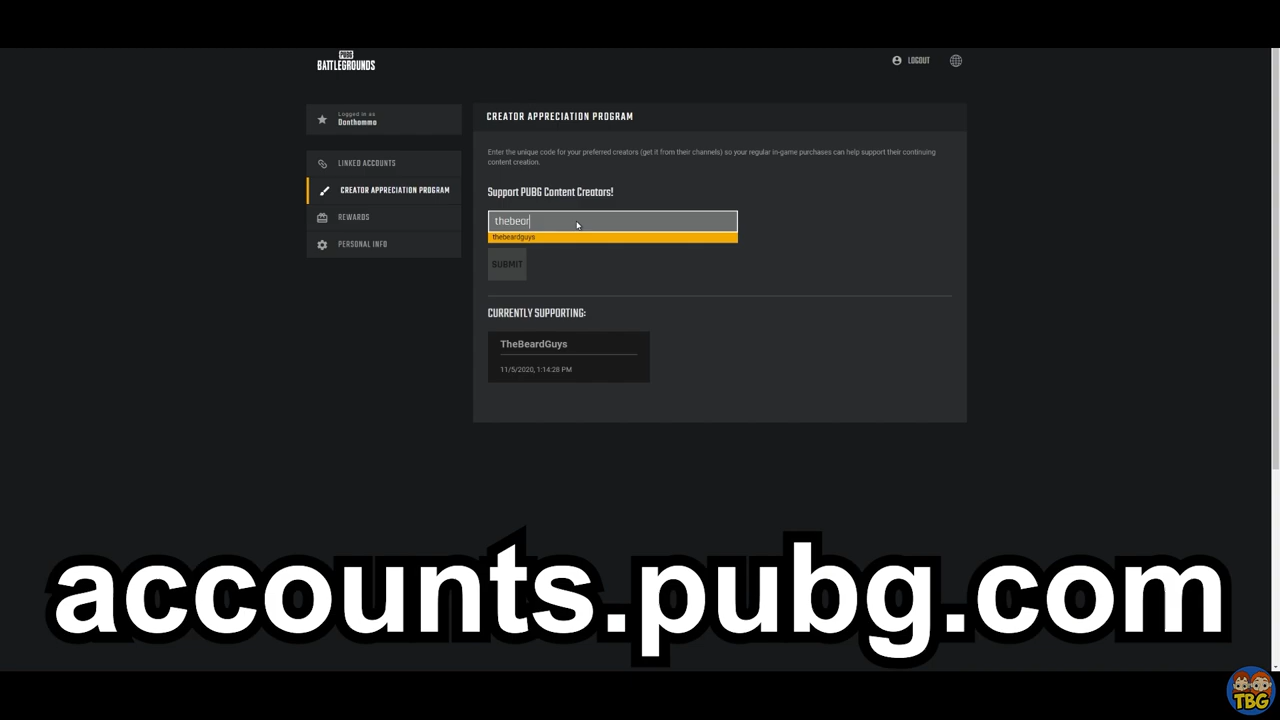 PUBG
BATTLEGROUNDS
LOGOUT
Logged in as
Danthammo
LINKED ACCOUNTS
CREATOR APPRECIATION PROGRAM
REWARDS
PERSONAL INFO
CREATOR APPRECIATION PROGRAM
Enter the unique code for your preferred creators (get it from their channels) so your regular in-game purchases can help support their continuing
content creation.
Support PUBG Content Creators!
thebear
thebeardguys
SUBMIT
CURRENTLY SUPPORTING:
TheBeardGuys
11/5/2020, 1:14:28 PM
accounts.pubg.com
TBG